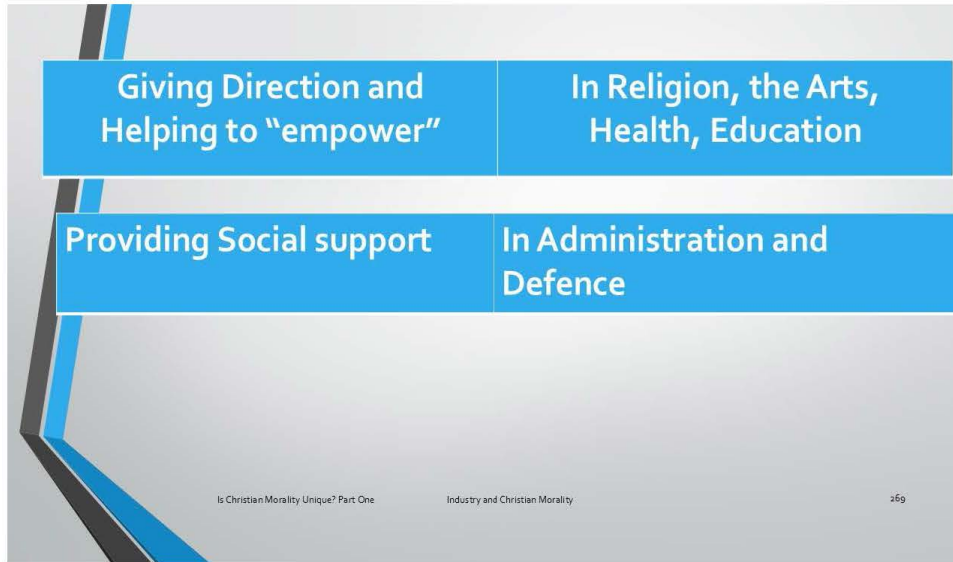 Giving Direction and
Helping to “empower”
In Religion, the Arts,
Health, Education
Providing Social support
In Administration and
Defence
Is Christian Morality Unique? Part One
Industry and Christian Morality
269